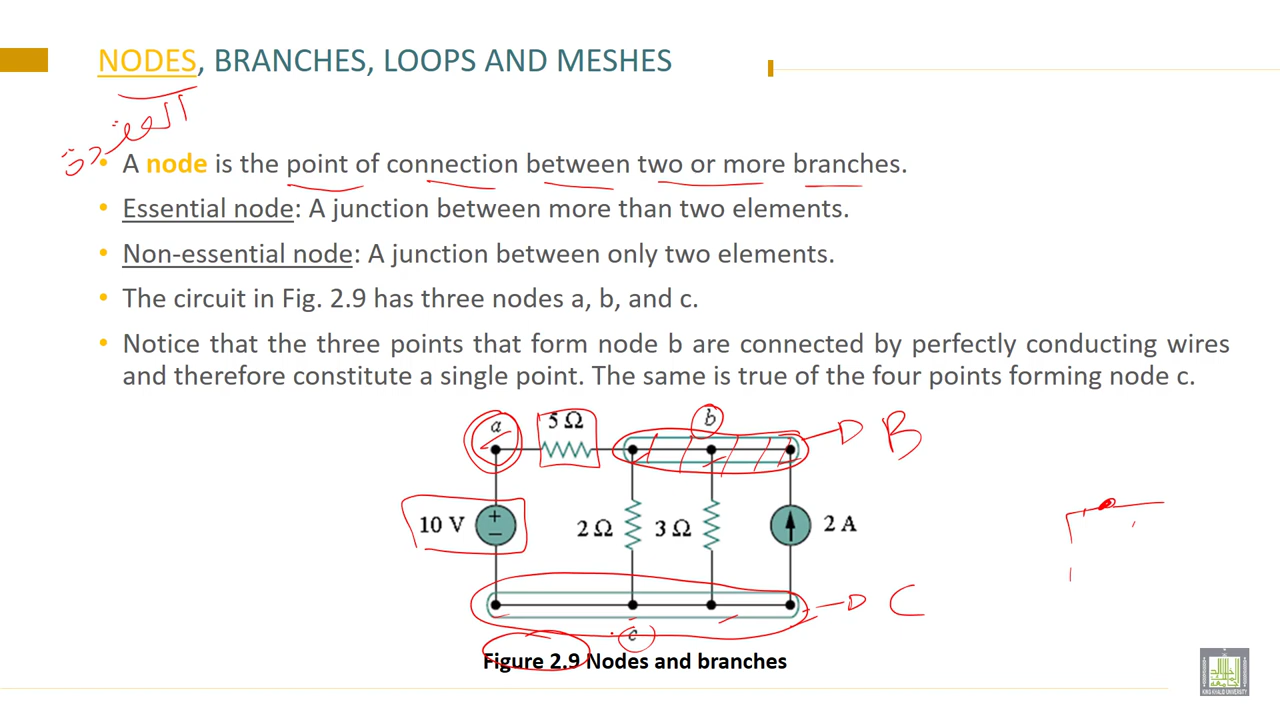 NODES, BRANCHES, LOOPS AND MESHES
العقدة
• A node is the point of connection between two or more branches.
• Essential node: A junction between more than two elements.
• Non-essential node: A junction between only two elements.
• The circuit in Fig. 2.9 has three nodes a, b, and c.
• Notice that the three points that form node b are connected by perfectly conducting wires
and therefore constitute a single point. The same is true of the four points forming node c.
a 5 Ω b
B
10 V + − 2 Ω 3 Ω 2 A
C
c
Figure 2.9 Nodes and branches
KING KHALID UNIVERSITY